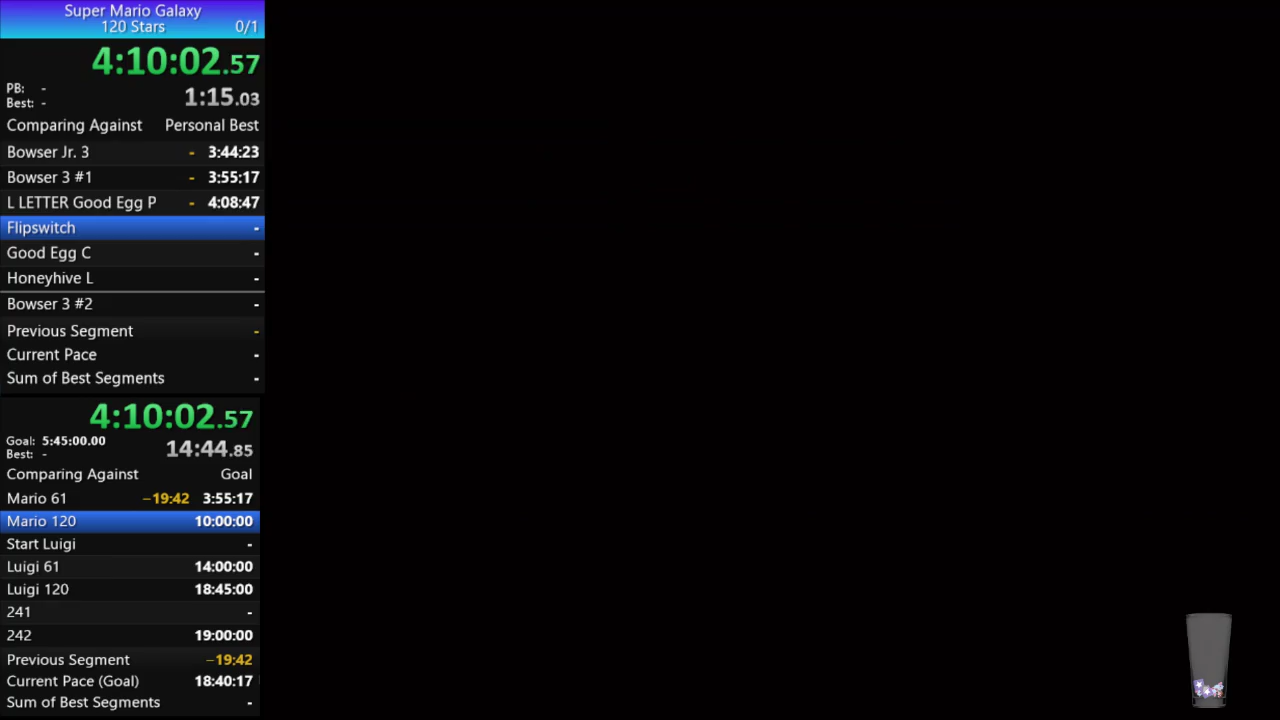 Super Mario Galaxy
120 Stars 0/1
4:10:02.57
PB: -
Best: -
1:15.03
Comparing Against Personal Best
Bowser Jr. 3 - 3:44:23
Bowser 3 #1 - 3:55:17
L LETTER Good Egg P - 4:08:47
Flipswitch -
Good Egg C -
Honeyhive L -
Bowser 3 #2 -
Previous Segment -
Current Pace -
Sum of Best Segments -
4:10:02.57
Goal: 5:45:00.00
Best: -
14:44.85
Comparing Against Goal
Mario 61 −19:42 3:55:17
Mario 120 10:00:00
Start Luigi -
Luigi 61 14:00:00
Luigi 120 18:45:00
241 -
242 19:00:00
Previous Segment −19:42
Current Pace (Goal) 18:40:17
Sum of Best Segments -